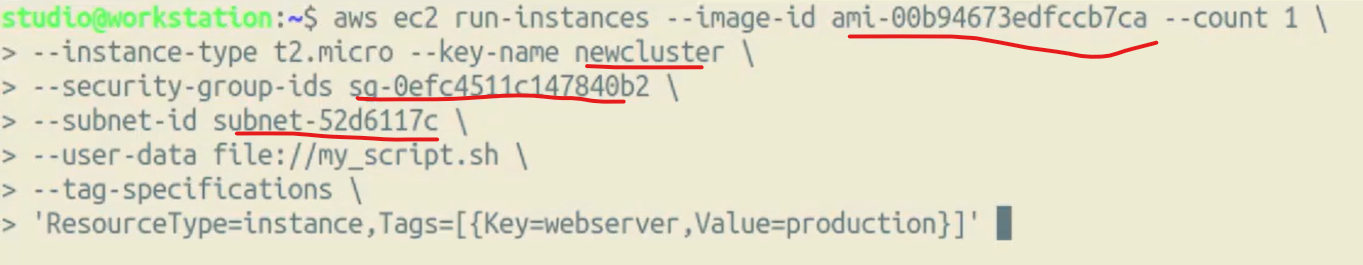 studio@workstation:~$ aws ec2 run-instances --image-id ami-00b94673edfccb7ca --count 1 \
> --instance-type t2.micro --key-name newcluster \
> --security-group-ids sg-0efc4511c147840b2 \
> --subnet-id subnet-52d6117c \
> --user-data file://my_script.sh \
> --tag-specifications \
> 'ResourceType=instance,Tags=[{Key=webserver,Value=production}]'